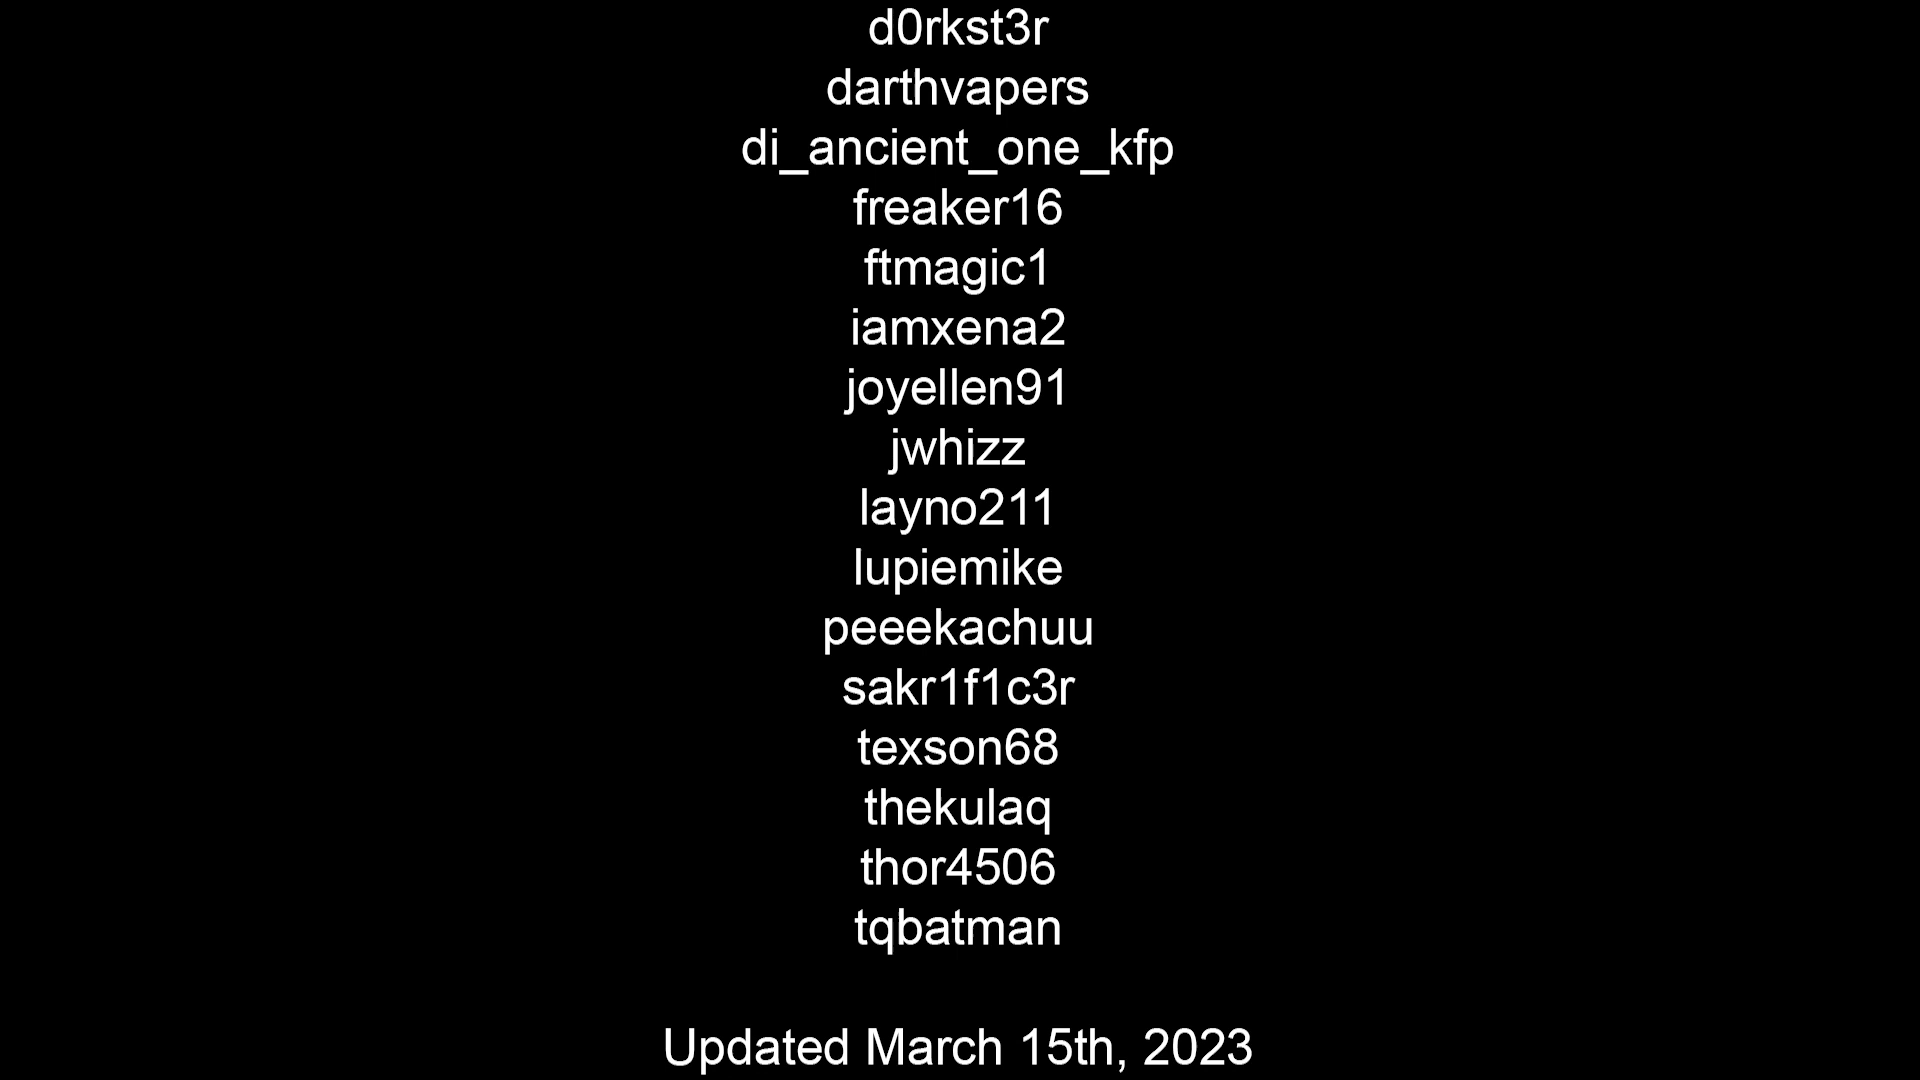 d0rkst3r
darthvapers
di_ancient_one_kfp
freaker16
ftmagic1
iamxena2
joyellen91
jwhizz
layno211
lupiemike
peeekachuu
sakr1f1c3r
texson68
thekulaq
thor4506
tqbatman
Updated March 15th, 2023